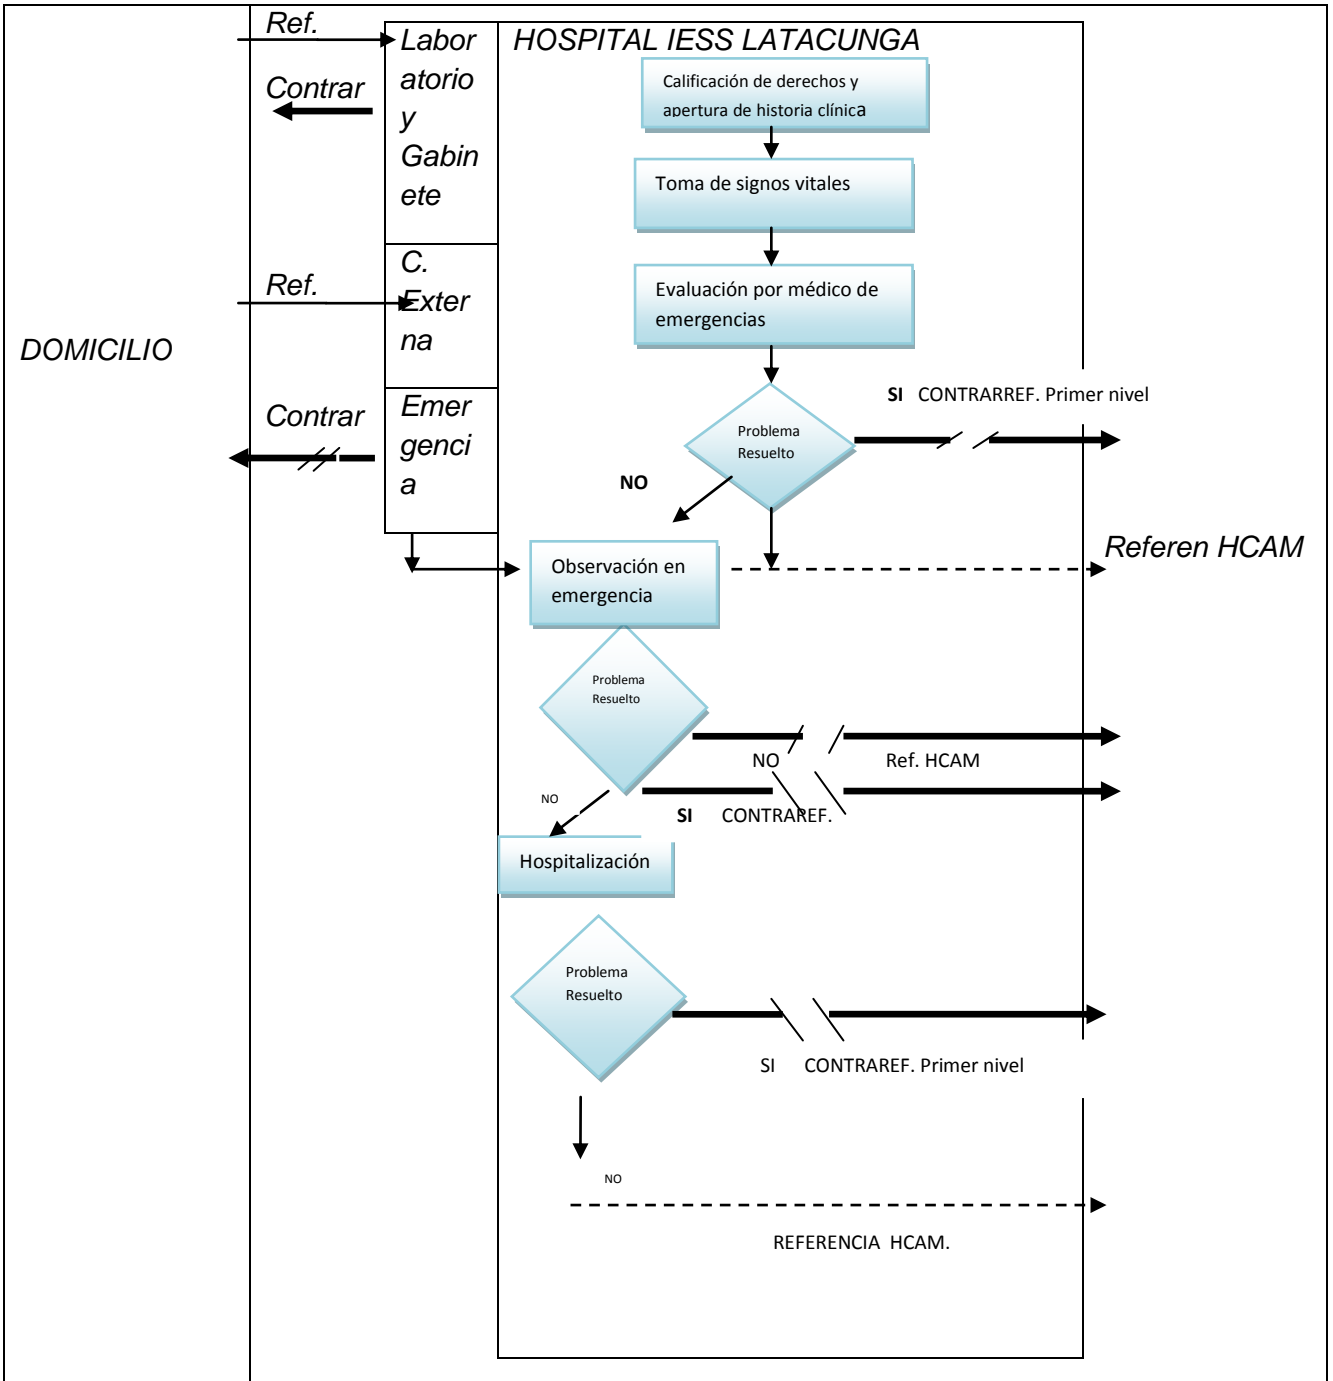 Ref.
Contrar
Ref.
DOMICILIO
Contrar
Labor
atorio
y
Gabin
ete
C.
Exter
na
Emer
genci
a
HOSPITAL IESS LATACUNGA
Calificación de derechos y
apertura de historia clínica
Toma de signos vitales
Evaluación por médico de
emergencias
SI CONTRARREF. Primer nivel
Problema
Resuelto
NO
Referen HCAM
Observación en
emergencia
Problema
Resuelto
NO Ref. HCAM
NO
SI CONTRAREF.
Hospitalización
Problema
Resuelto
SI CONTRAREF. Primer nivel
NO
REFERENCIA HCAM.